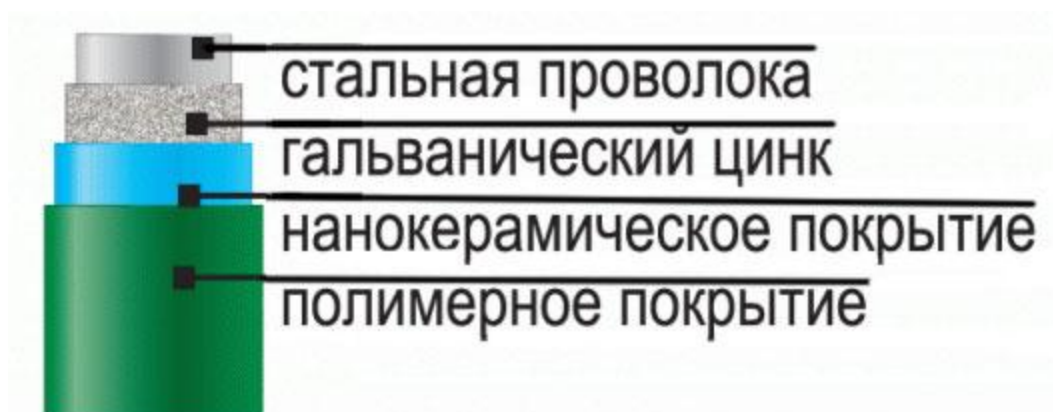 стальная проволока
гальванический цинк
нанокерамическое покрытие
полимерное покрытие